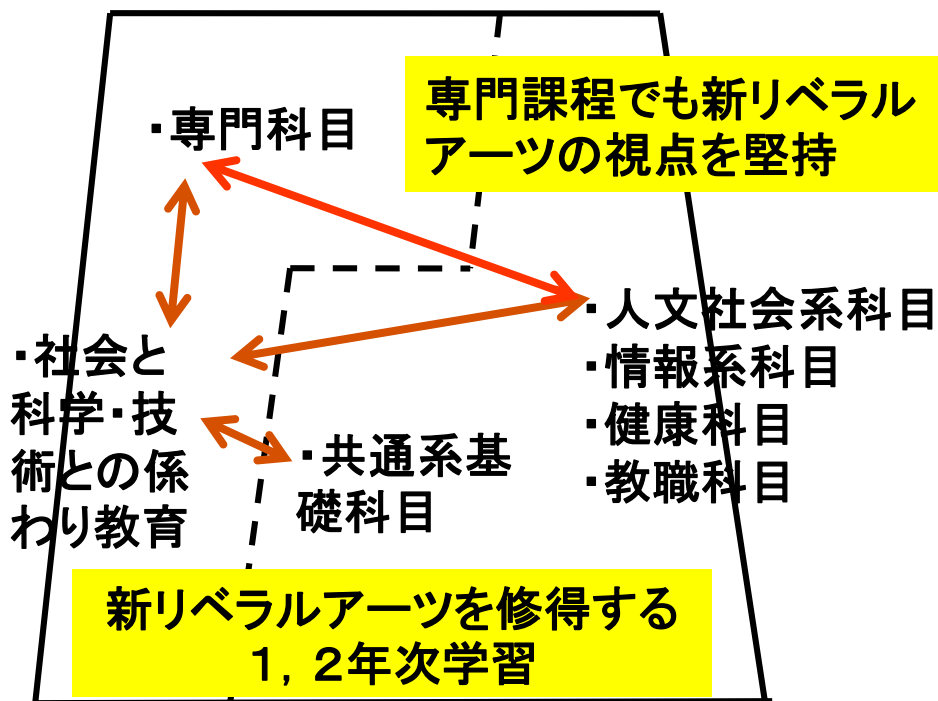 専門課程でも新リベラル
アーツの視点を堅持
・専門科目
・人文社会系科目
・情報系科目
・健康科目
・教職科目
・社会と
科学・技
術との係
わり教育
・共通系基
礎科目
新リベラルアーツを修得する
１，２年次学習